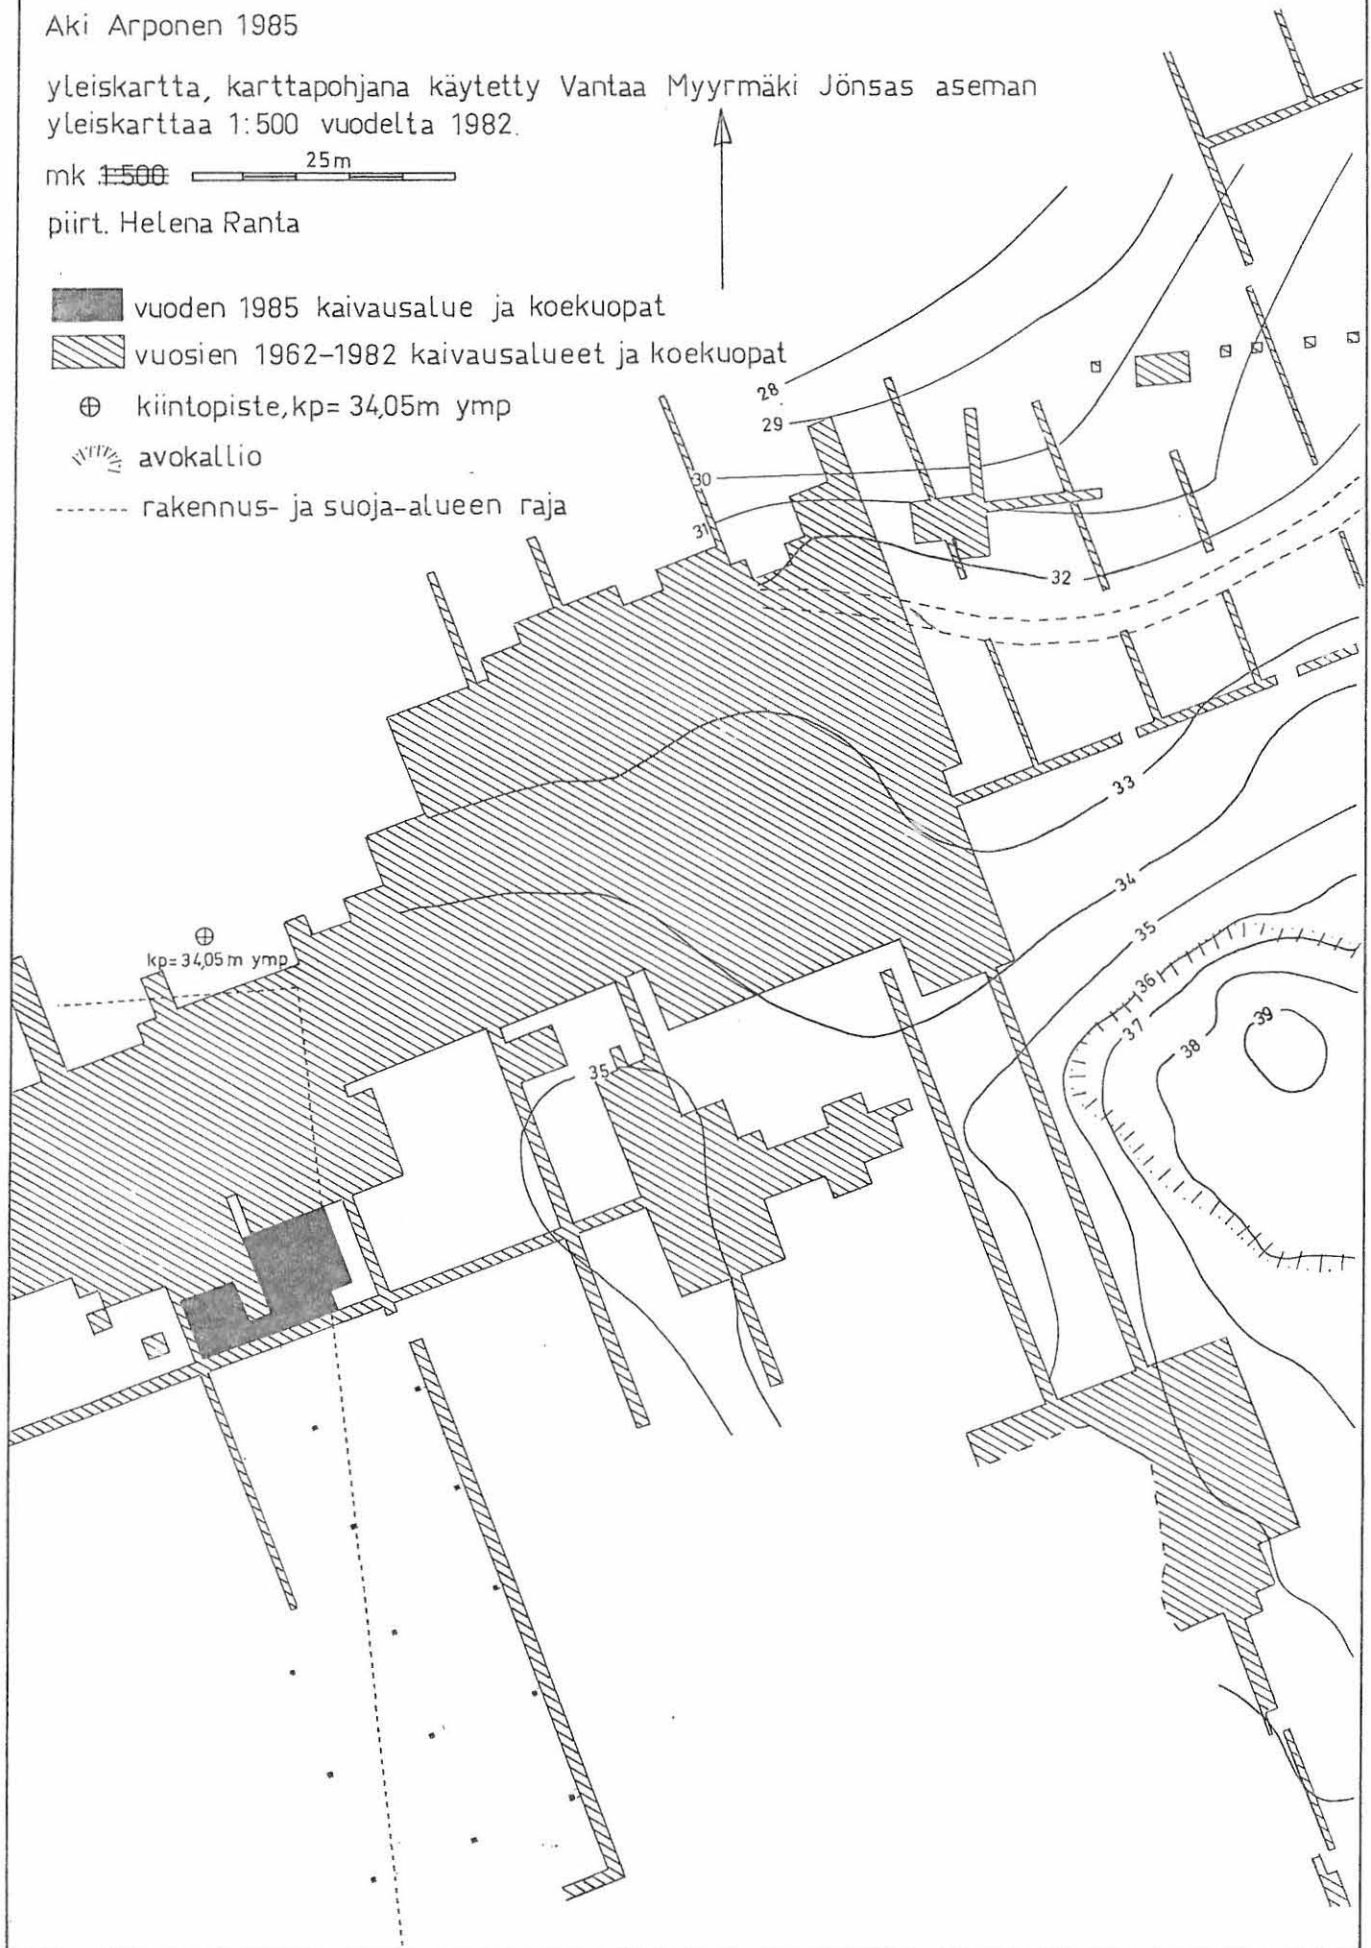 Aki Arponen 1985
yleiskartta, karttapohjana käytetty Vantaa Myyrmäki Jönsas aseman
yleiskarttaa 1:500 vuodelta 1982.
25m
mk 1:500
piirt. Helena Ranta
vuoden 1985 kaivausalue ja koekuopat
vuosien 1962-1982 kaivausalueet ja koekuopat
kiintopiste, kp= 34,05m ymp
avokallio
rakennus- ja suoja-alueen raja
28
29
30
31
32
33
34
35
36
37
38
39
kp= 34,05 m ymp
35